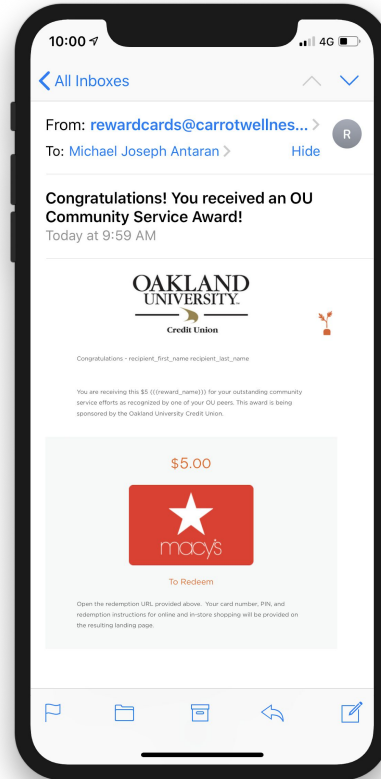 10:00
4G
All Inboxes
From: rewardcards@carrotwellnes...
R
To: Michael Joseph Antaran
Hide
Congratulations! You received an OU
Community Service Award!
Today at 9:59 AM
OAKLAND
UNIVERSITY™
Credit Union
Congratulations - recipient_first_name recipient_last_name
You are receiving this $5 {{{reward_name}}} for your outstanding community
service efforts as recognized by one of your OU peers. This award is being
sponsored by the Oakland University Credit Union.
$5.00
macy's
To Redeem
Open the redemption URL provided above. Your card number, PIN, and
redemption instructions for online and in-store shopping will be provided on
the resulting landing page.